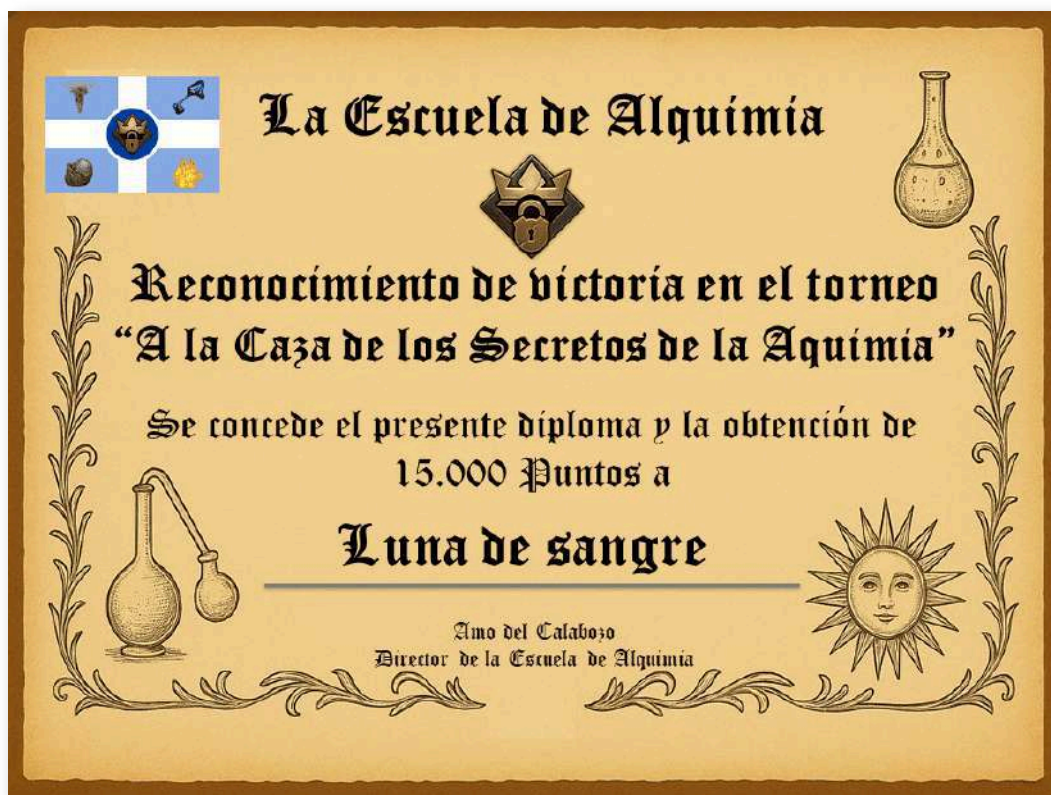 La Escuela de Alquimia
Reconocimiento de victoria en el torneo
“A la Caza de los Secretos de la Aquimia”
Se concede el presente diploma y la obtención de
15.000 Puntos a
Luna de sangre
Amo del Calabozo
Director de la Escuela de Alquimia